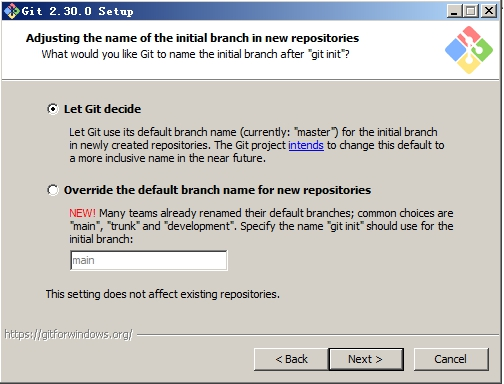 Git 2.30.0 Setup
Adjusting the name of the initial branch in new repositories
What would you like Git to name the initial branch after "git init"?
Let Git decide
Let Git use its default branch name (currently: "master") for the initial branch
in newly created repositories. The Git project intends to change this default to
a more inclusive name in the near future.
Override the default branch name for new repositories
NEW! Many teams already renamed their default branches; common choices are
"main", "trunk" and "development". Specify the name "git init" should use for the
initial branch:
main
This setting does not affect existing repositories.
https://gitforwindows.org/
< Back Next > Cancel